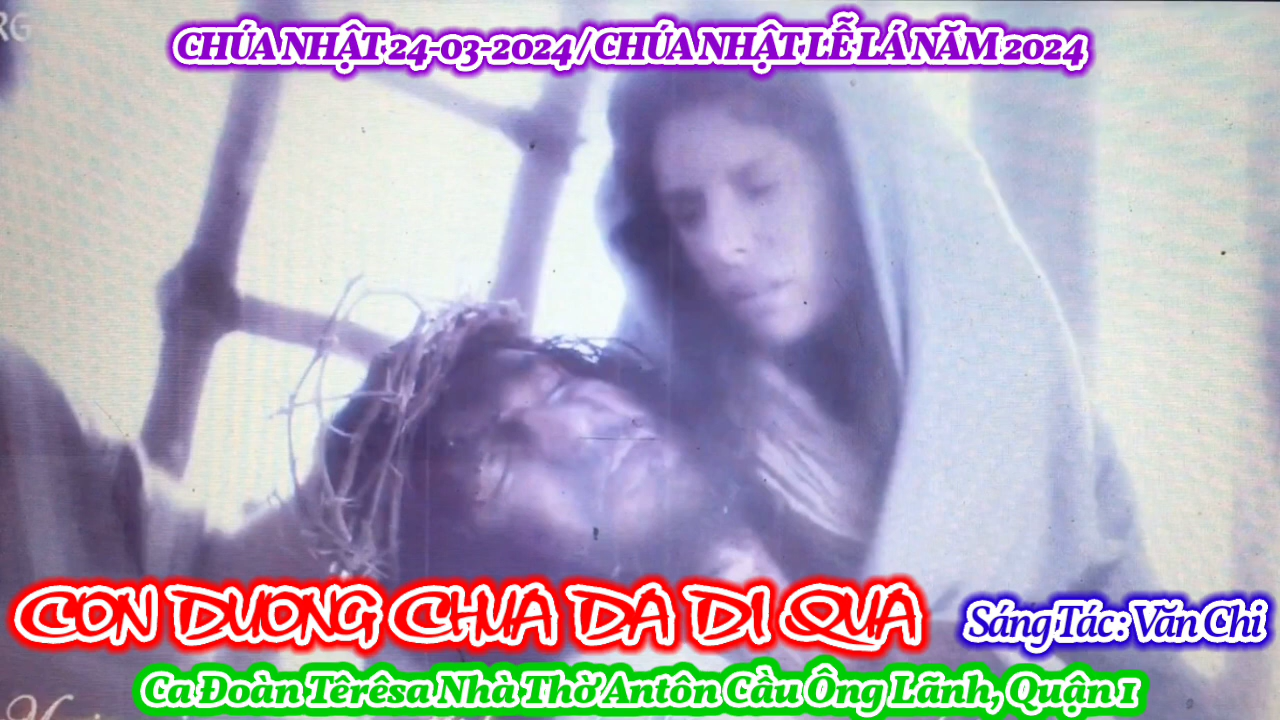 RG
CHÚA NHẬT 24-03-2024 / CHÚA NHẬT LỄ LÁ NĂM 2024
CON DUONG CHUA DA DI QUA
Sáng Tác : Văn Chi
Ca Đoàn Têrêsa Nhà Thờ Antôn Cầu Ông Lãnh, Quận 1